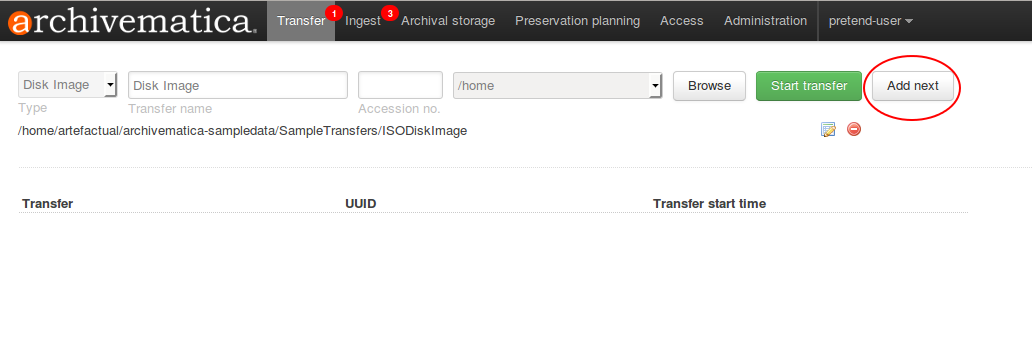 archivematica® Transfer 1 Ingest 3 Archival storage Preservation planning Access Administration pretend-user
Disk Image Disk Image /home Browse Start transfer Add next
Type Transfer name Accession no.
/home/artefactual/archivematica-sampledata/SampleTransfers/ISODiskImage
Transfer UUID Transfer start time